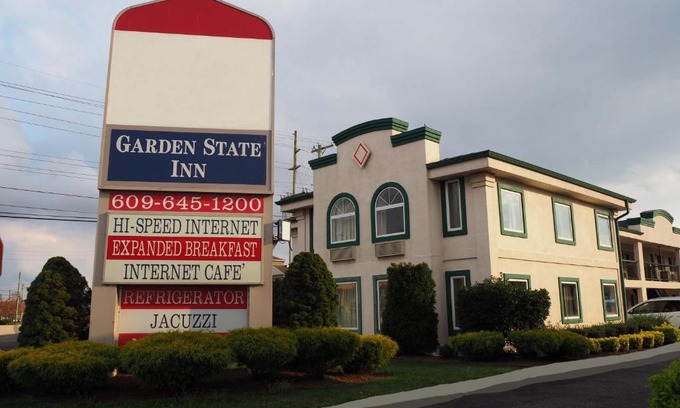 GARDEN STATE
INN
609-645-1200
HI-SPEED INTERNET
EXPANDED BREAKFAST
INTERNET CAFE'
REFRIGERATOR
JACUZZI